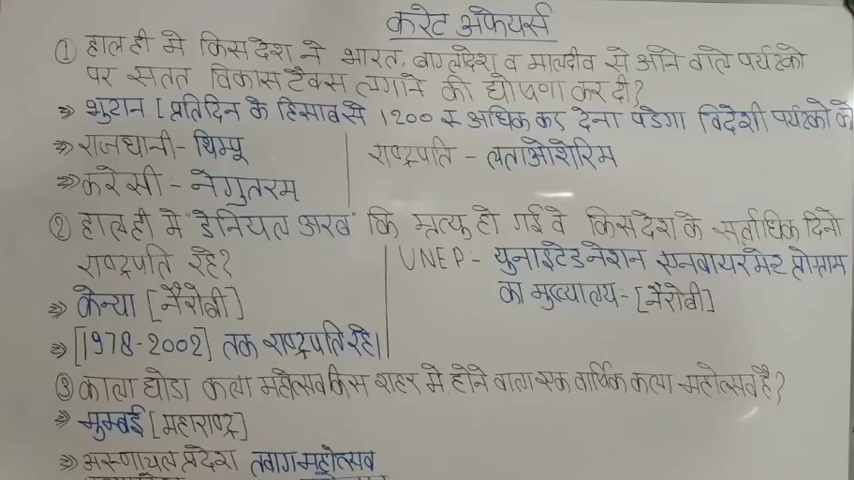 करेंट अफेयर्स
① हाल ही मे किस देश ने भारत, बाग्लादेश व मालदीव से आने वाले पर्यटको
पर सतत विकास टैक्स लगाने की घोषणा कर दी?
⇒ भुटान [प्रतिदिन के हिसाब से 1200 रू अधिक कर देना पडेगा विदेशी पर्यटको को
⇒ राजधानी - थिम्पू
राष्ट्रपति - लताओशेरिम
⇒ करेसी - नेगुलतरम
② हाल ही मे "डेनियल अरब" कि मृत्यु हो गई वे किस देश के सर्वाधिक दिनो
राष्ट्रपति रहे?
UNEP - युनाइटेड नेशन एनवायरमेंट प्रोग्राम
का मुख्यालय - [नैरोबी]
⇒ केन्या [नैरोबी]
⇒ [1978-2002] तक राष्ट्रपति रहे।
③ काला घोडा कला महोत्सव किस शहर मे होने वाला एक वार्षिक कला महोत्सव है?
⇒ मुम्बई [महाराष्ट्र]
⇒ अरुणाचल प्रदेश तवाग महोत्सव